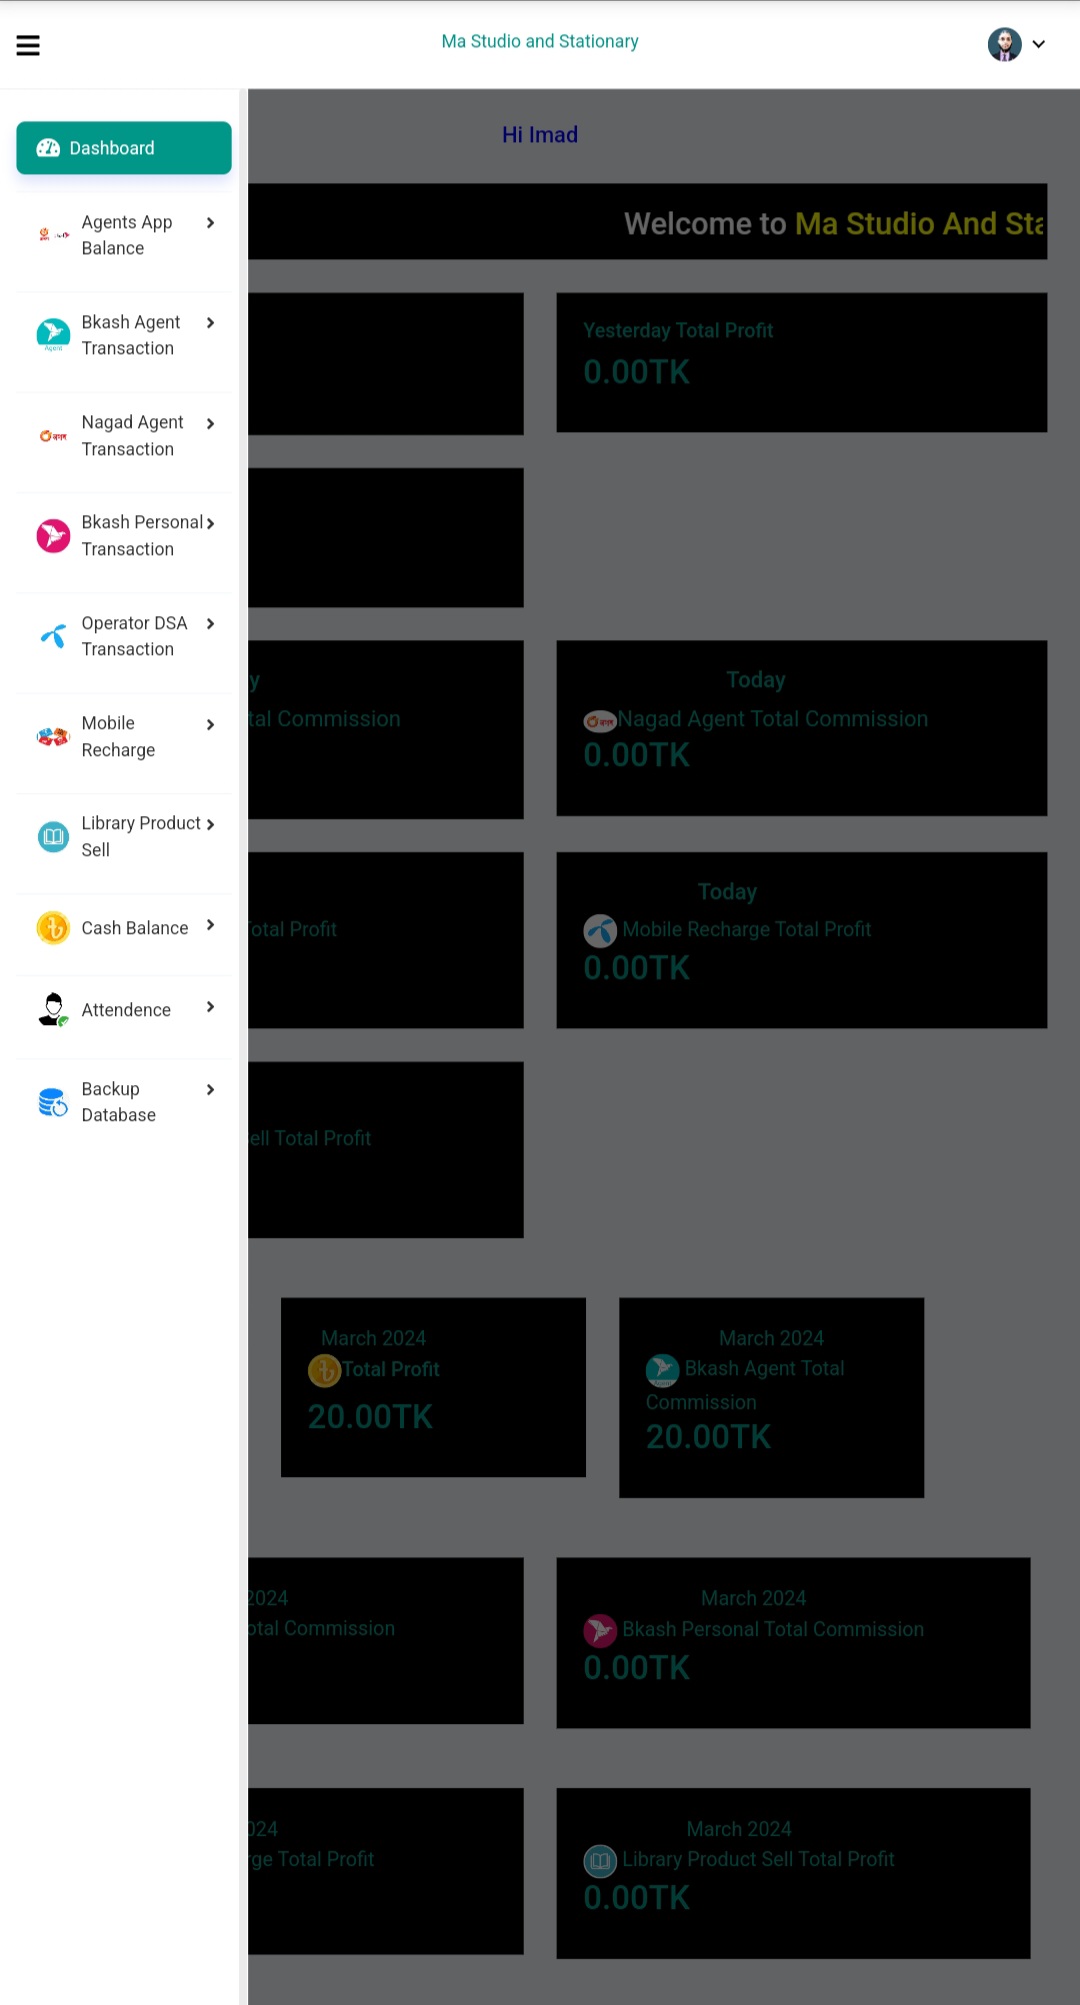 Ma Studio and Stationary
Dashboard
Agents App
Balance
Bkash Agent
Transaction
Nagad Agent
Transaction
Bkash Personal
Transaction
Operator DSA
Transaction
Mobile
Recharge
Library Product
Sell
Cash Balance
Attendence
Backup
Database
Hi Imad
Welcome to Ma Studio And Sta
Yesterday Total Profit
0.00TK
y
tal Commission
Today
Nagad Agent Total Commission
0.00TK
Total Profit
Today
Mobile Recharge Total Profit
0.00TK
ell Total Profit
March 2024
Total Profit
20.00TK
March 2024
Bkash Agent Total
Commission
20.00TK
2024
otal Commission
March 2024
Bkash Personal Total Commission
0.00TK
024
rge Total Profit
March 2024
Library Product Sell Total Profit
0.00TK